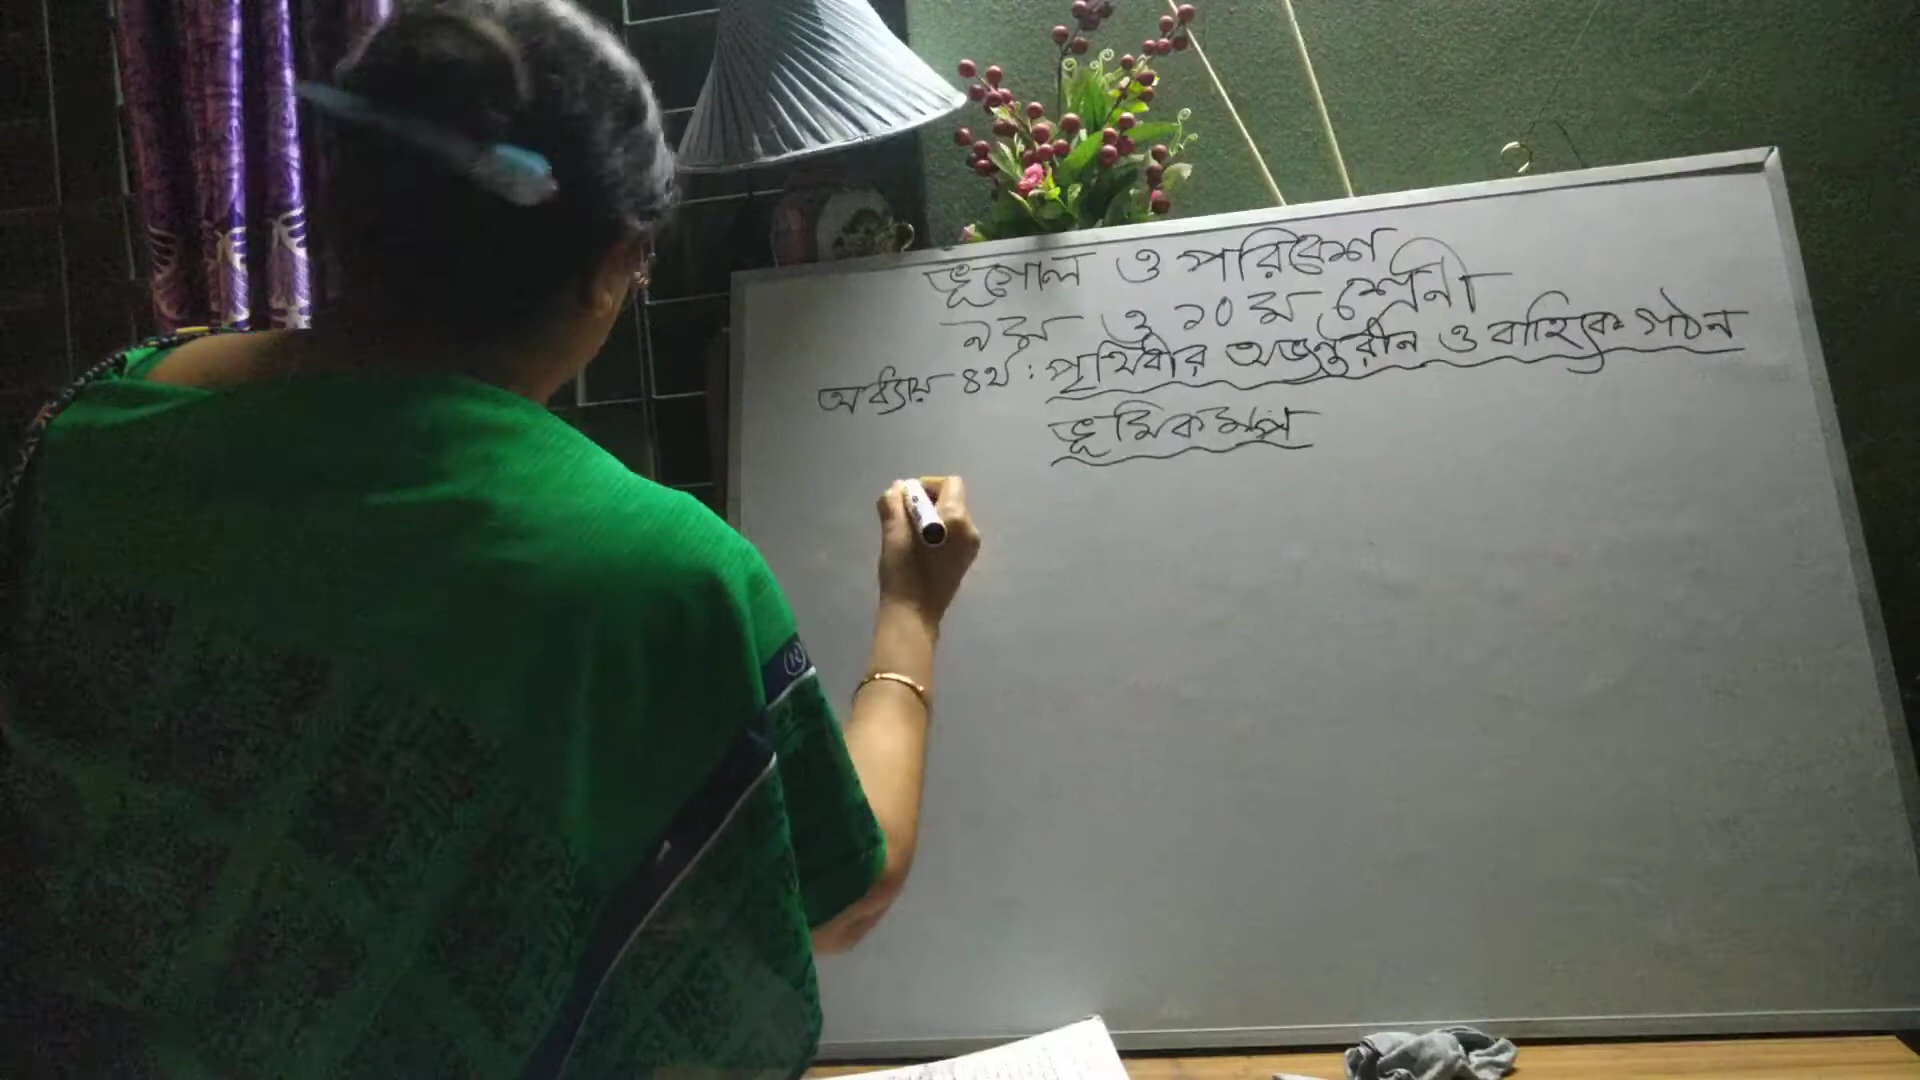 ভূগোল ও পরিবেশ
৯ম ও ১০ম শ্রেনী
অধ্যায় ৪র্থ : পৃথিবীর অভ্যন্তরীন ও বাহ্যিক গঠন
ভূমিকম্প